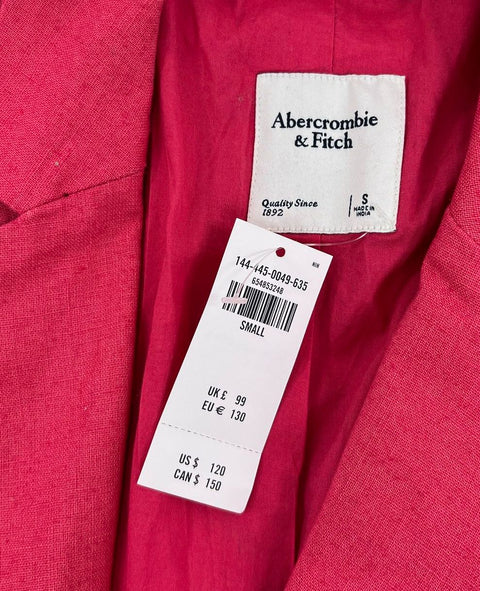 Abercrombie
& Fitch
Quality Since
1892
S
MADE IN
INDIA
144-445-0049-635
654853248
SMALL
UK £ 99
EU € 130
US $ 120
CAN $ 150